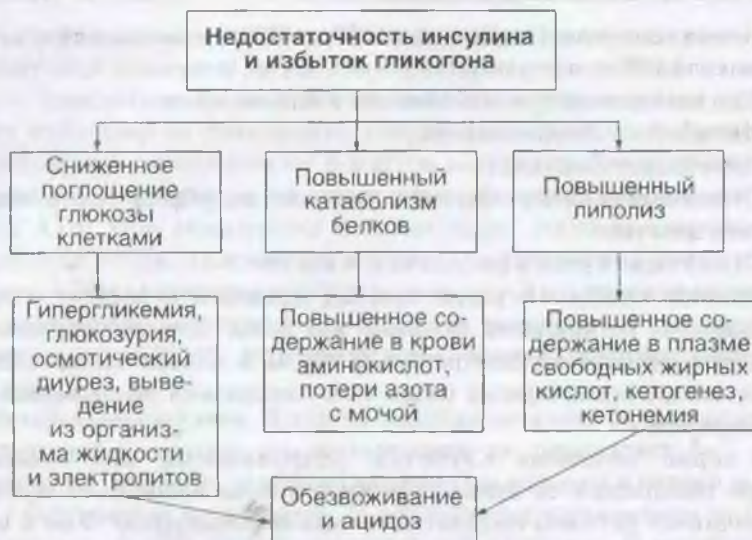 Недостаточность инсулина
и избыток гликогона
Сниженное
поглощение
глюкозы
клетками
Повышенный
катаболизм
белков
Повышенный
липолиз
Гипергликемия,
глюкозурия,
осмотический
диурез, выве-
дение
из организ-
ма жидкости
и электролитов
Повышенное со-
держание в крови
аминокислот,
потери азота
с мочой
Повышенное со-
держание в плазме
свободных жирных
кислот, кетогенез,
кетонемия
Обезвоживание
и ацидоз